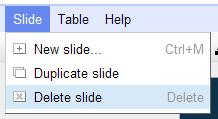 Slide Table Help
New slide... Ctrl+M
Duplicate slide
Delete slide Delete